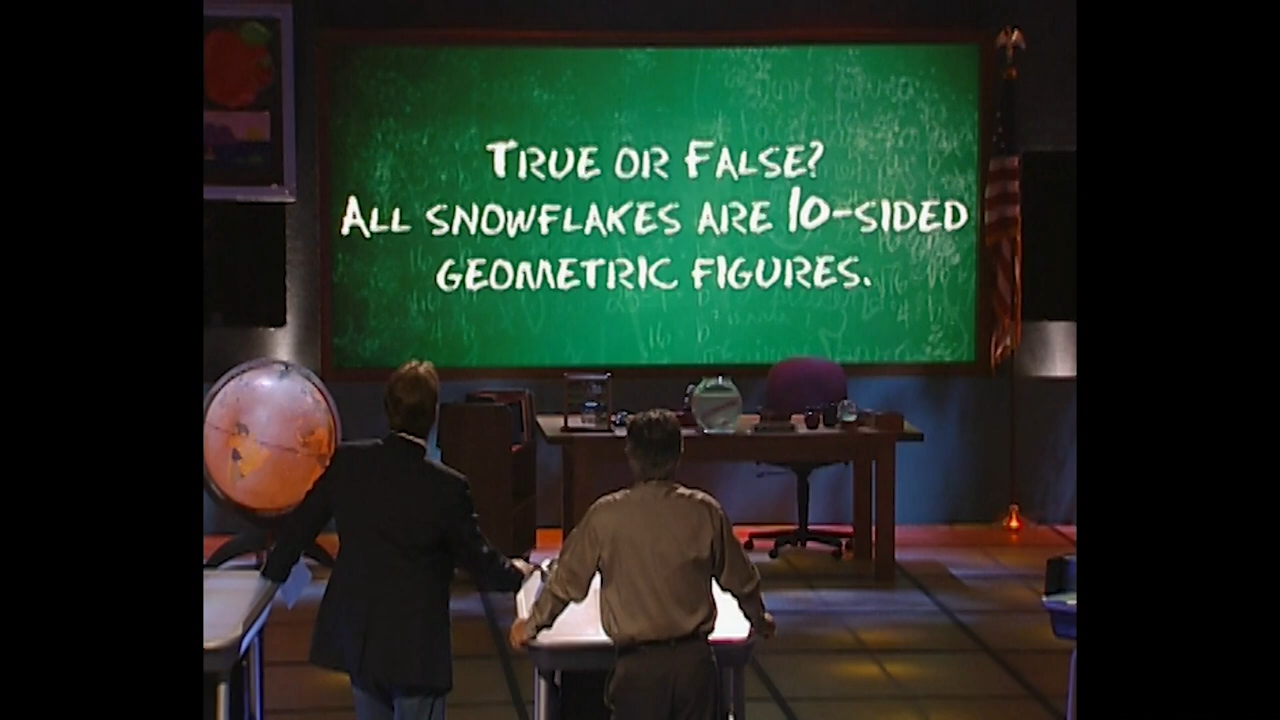 TRUE OR FALSE?
ALL SNOWFLAKES ARE 10-SIDED
GEOMETRIC FIGURES.